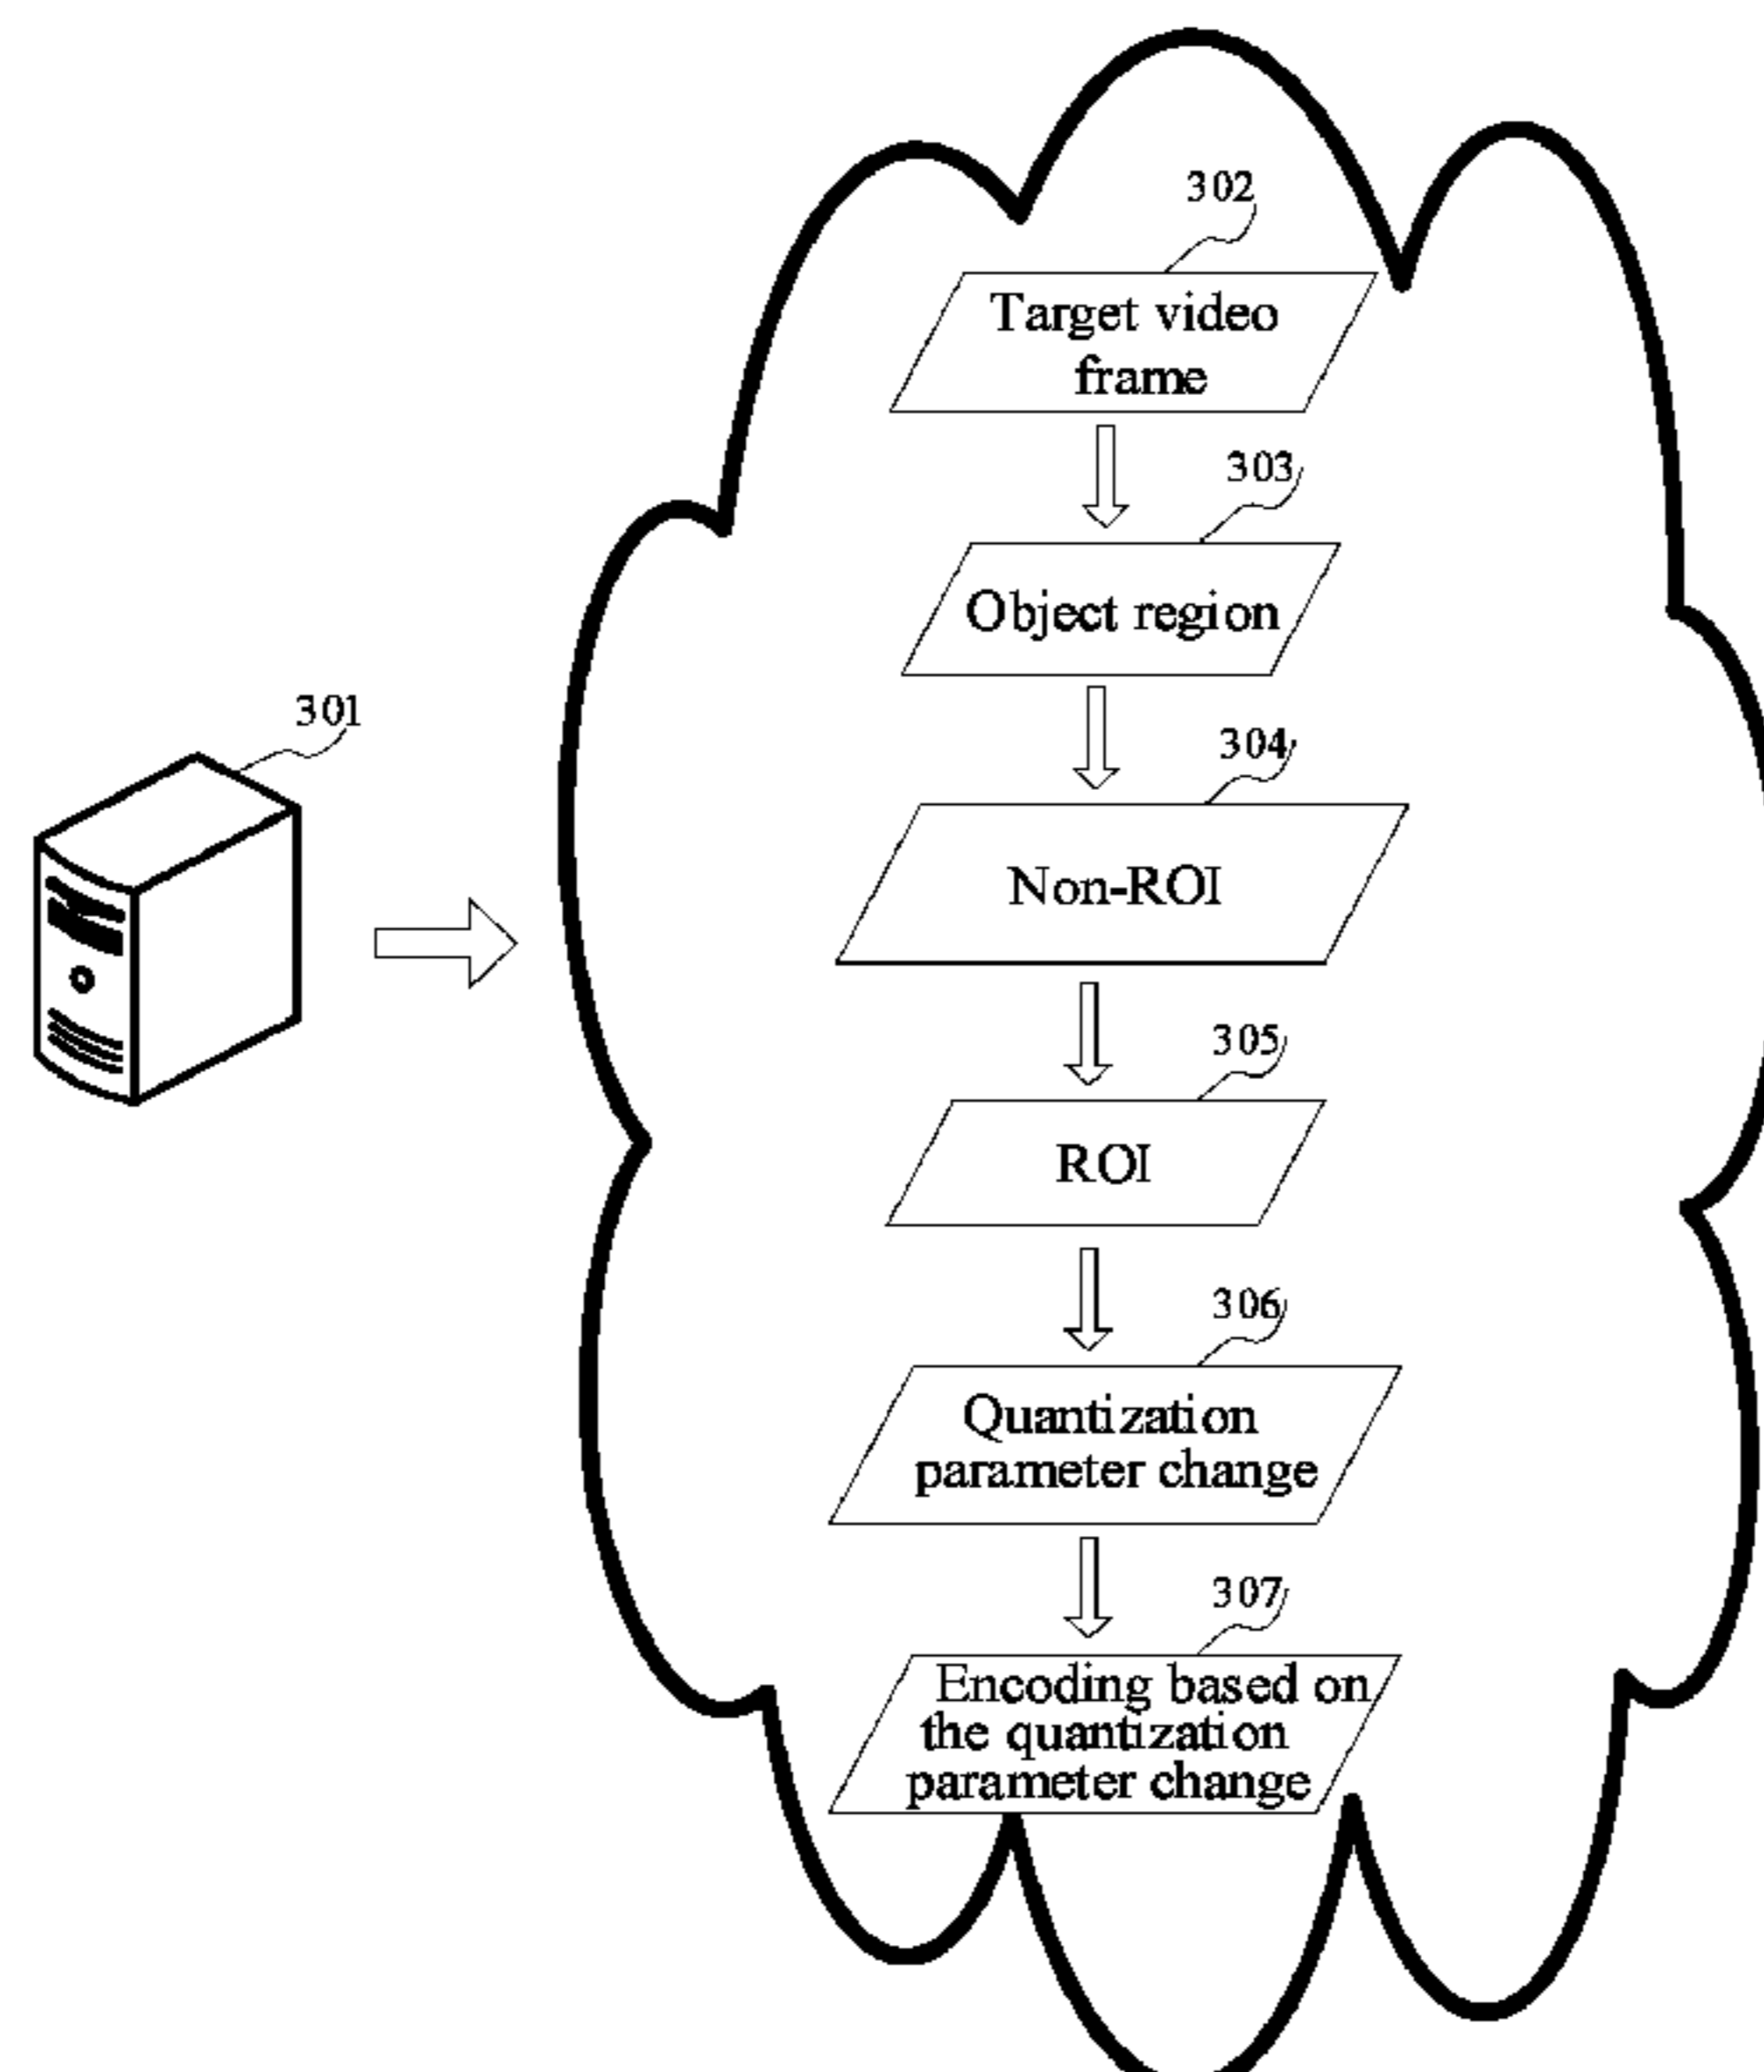 302
Target video
frame
303
Object region
301
304
Non-ROI
305
ROI
306
Quantization
parameter change
307
Encoding based on
the quantization
parameter change